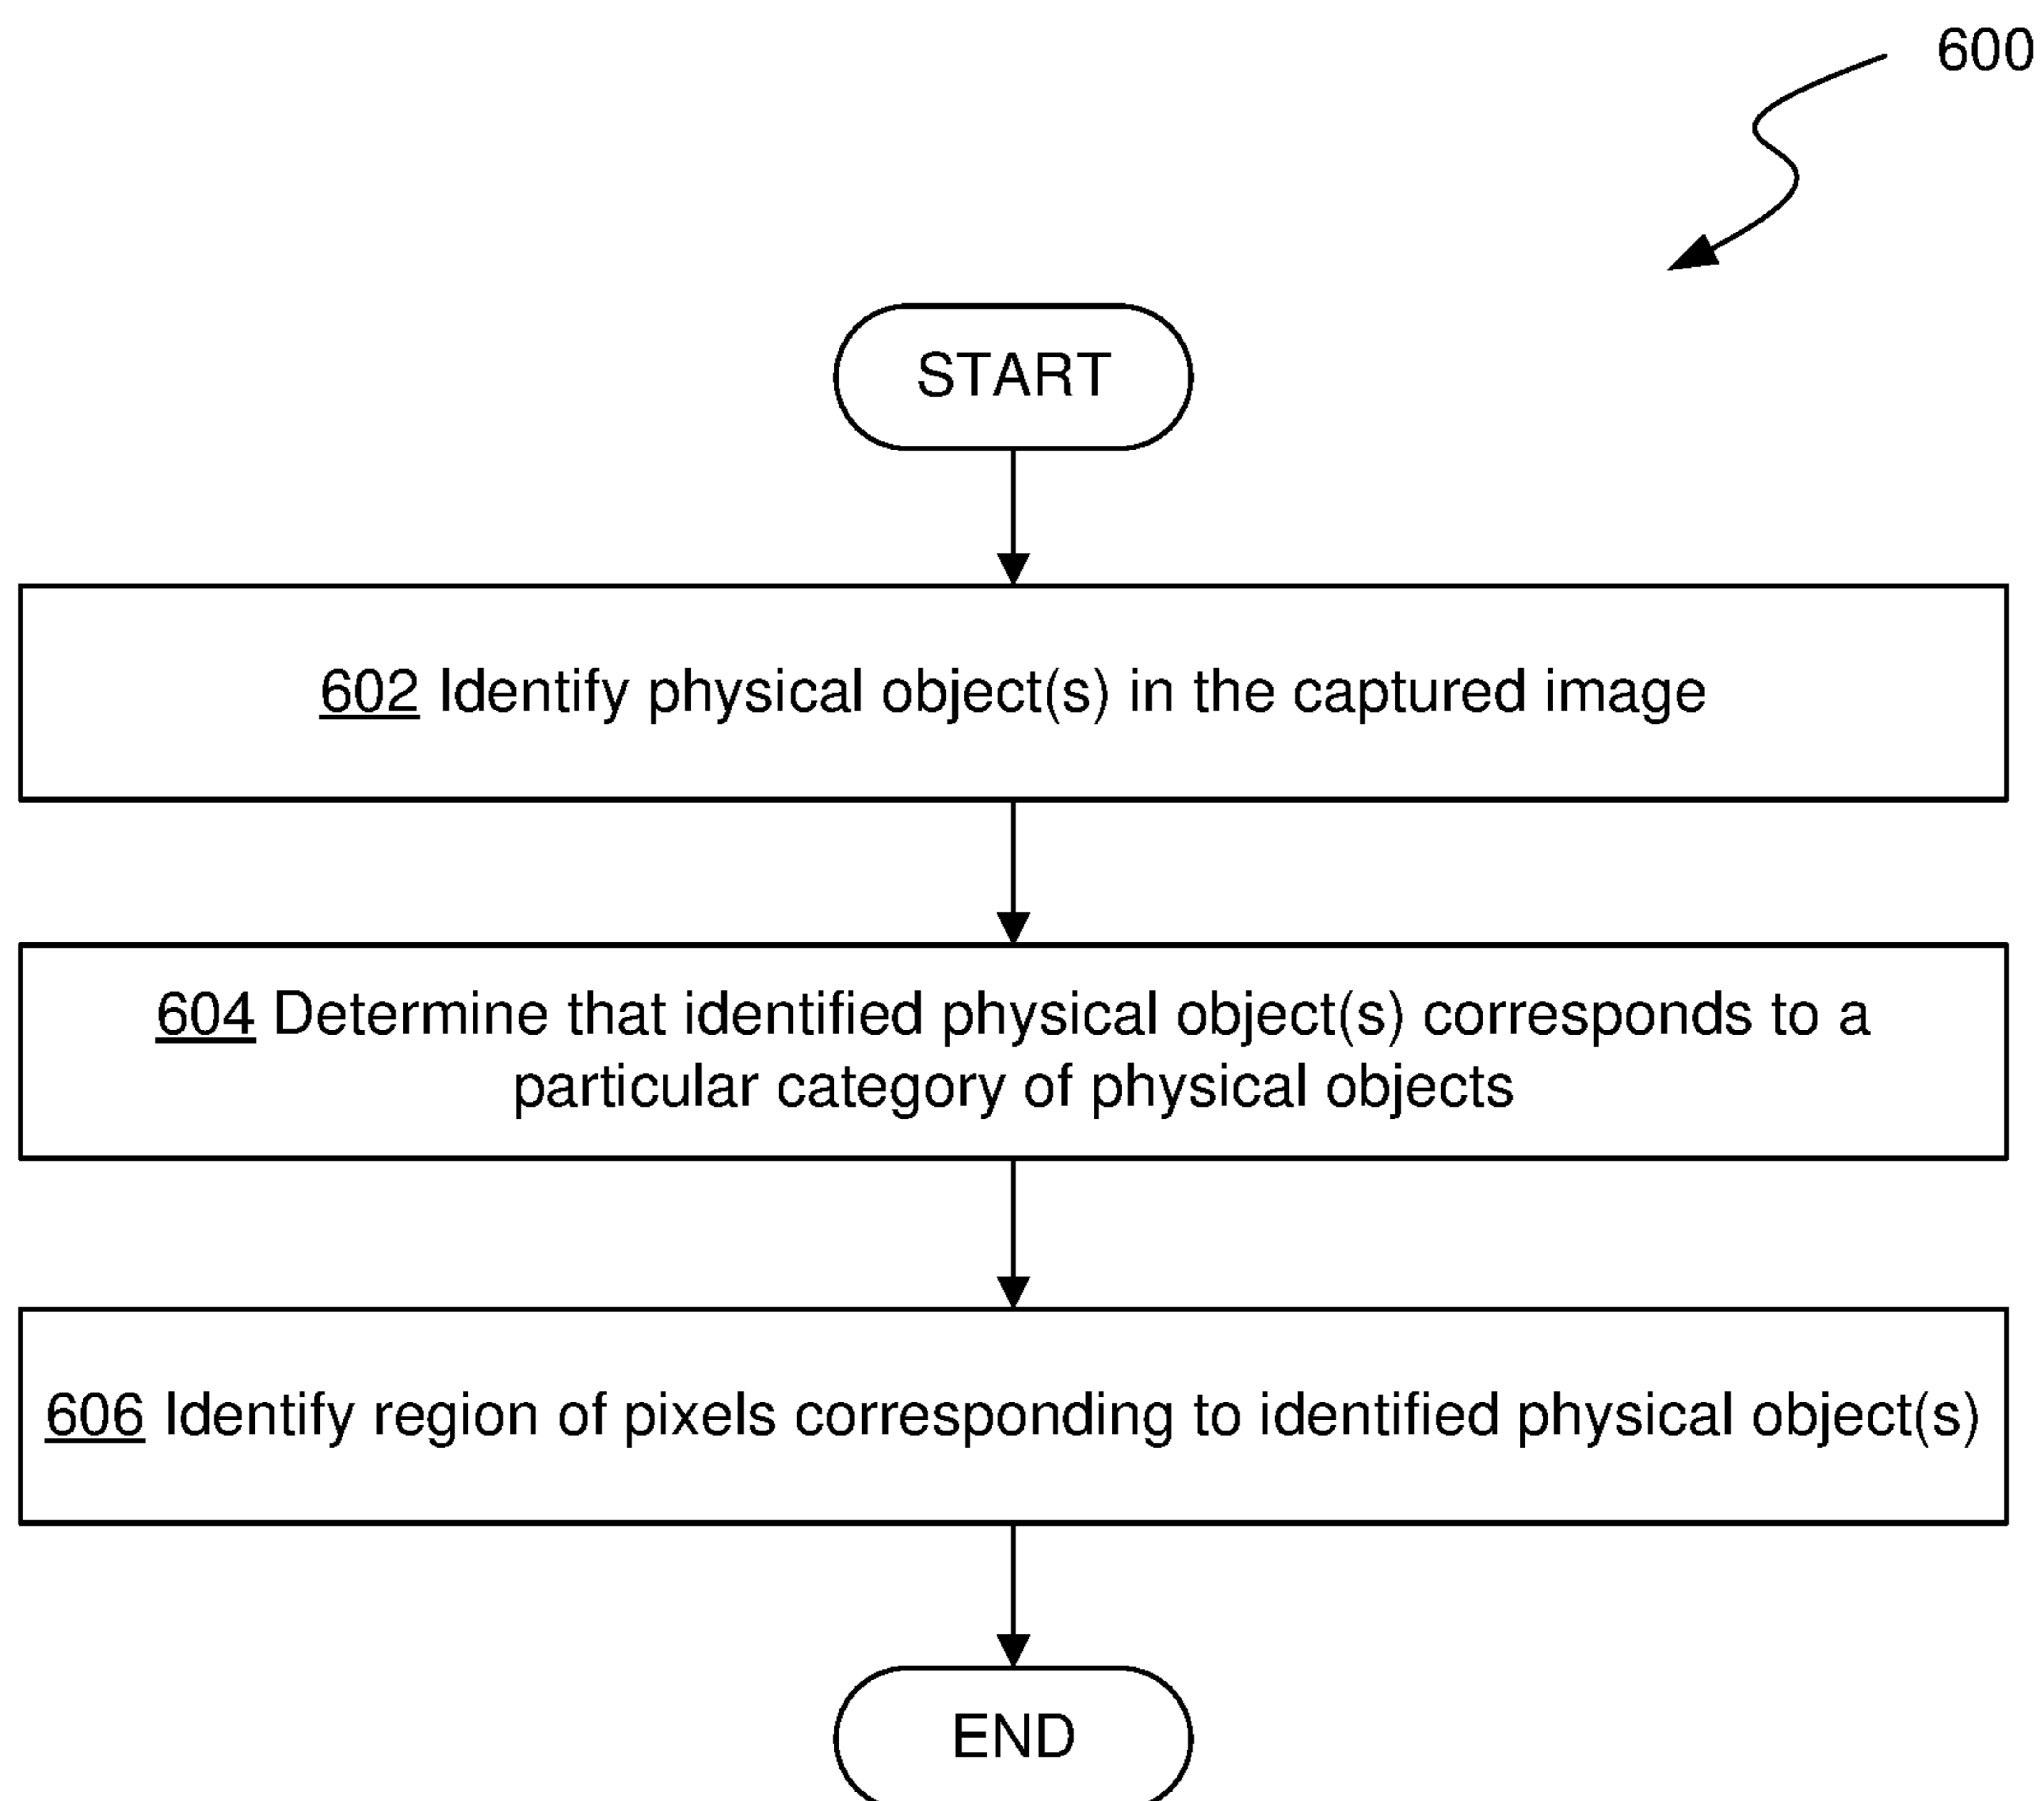 600
START
602 Identify physical object(s) in the captured image
604 Determine that identified physical object(s) corresponds to a
particular category of physical objects
606 Identify region of pixels corresponding to identified physical object(s)
END